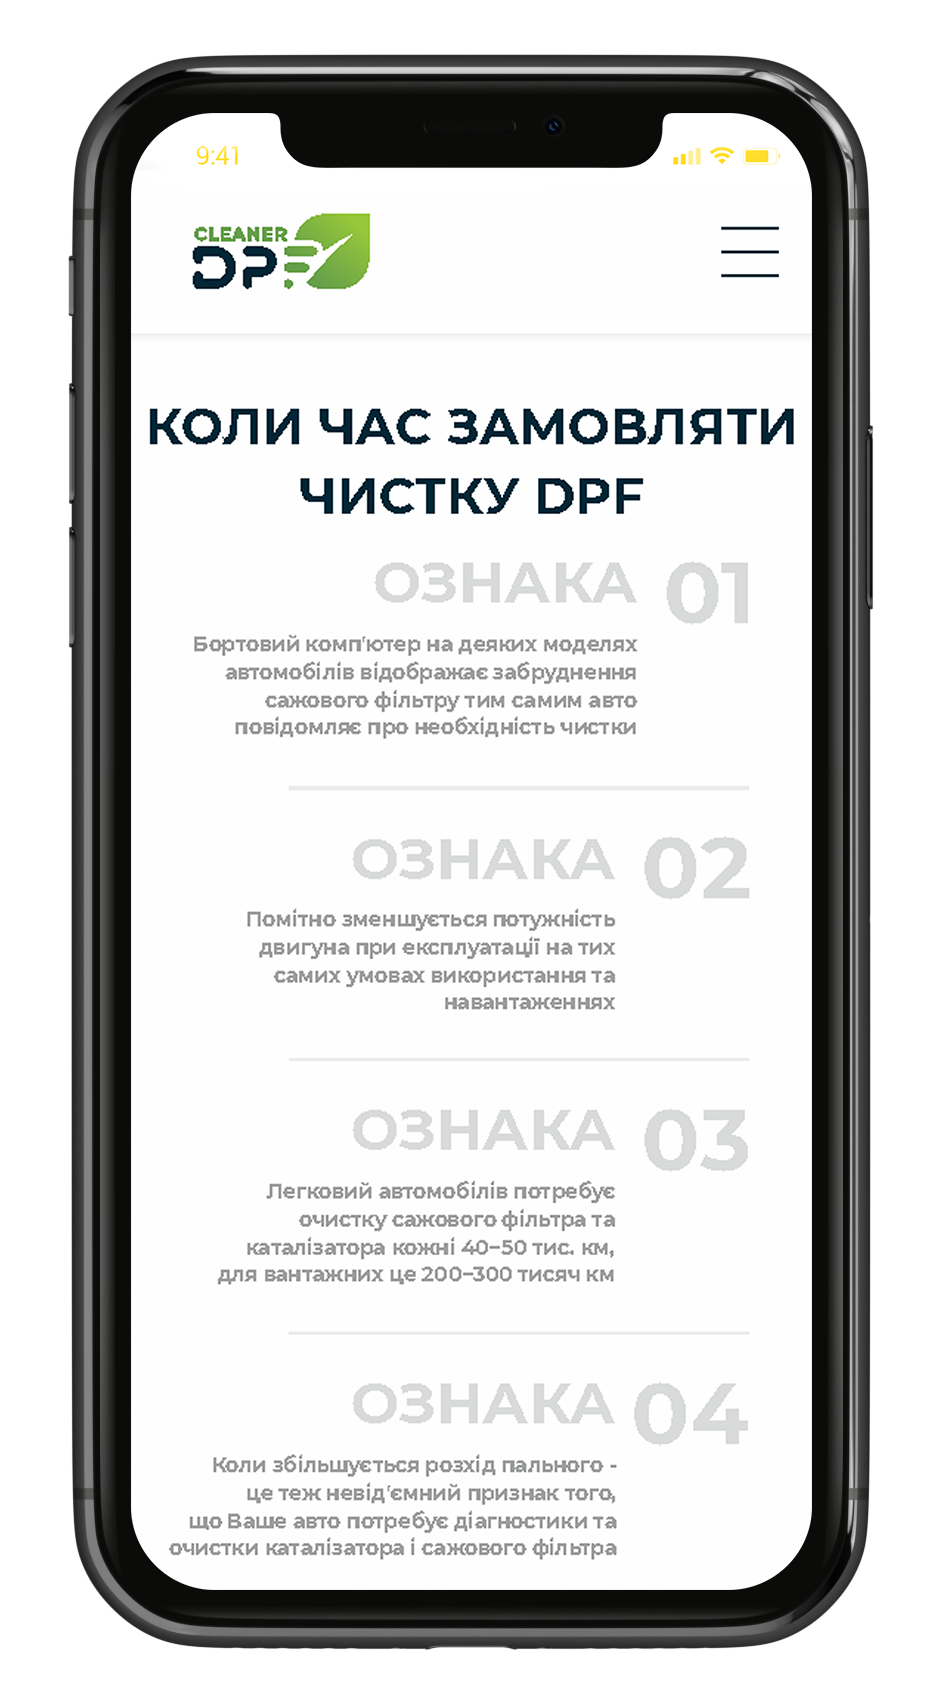 9:41
CLEANER
DPF
КОЛИ ЧАС ЗАМОВЛЯТИ
ЧИСТКУ DPF
ОЗНАКА 01
Бортовий комп'ютер на деяких моделях
автомобілів відображає забруднення
сажового фільтру тим самим авто
повідомляє про необхідність чистки
ОЗНАКА 02
Помітно зменшується потужність
двигуна при експлуатації на тих
самих умовах використання та
навантаженнях
ОЗНАКА 03
Легковий автомобілів потребує
очистку сажового фільтра та
каталізатора кожні 40–50 тис. км,
для вантажних це 200–300 тисяч км
ОЗНАКА 04
Коли збільшується розхід пального -
це теж невід'ємний признак того,
що Ваше авто потребує діагностики та
очистки каталізатора і сажового фільтра